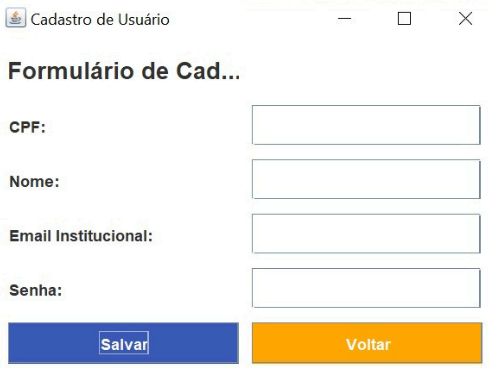 Cadastro de Usuário
Formulário de Cad...
CPF:
Nome:
Email Institucional:
Senha:
Salvar
Voltar